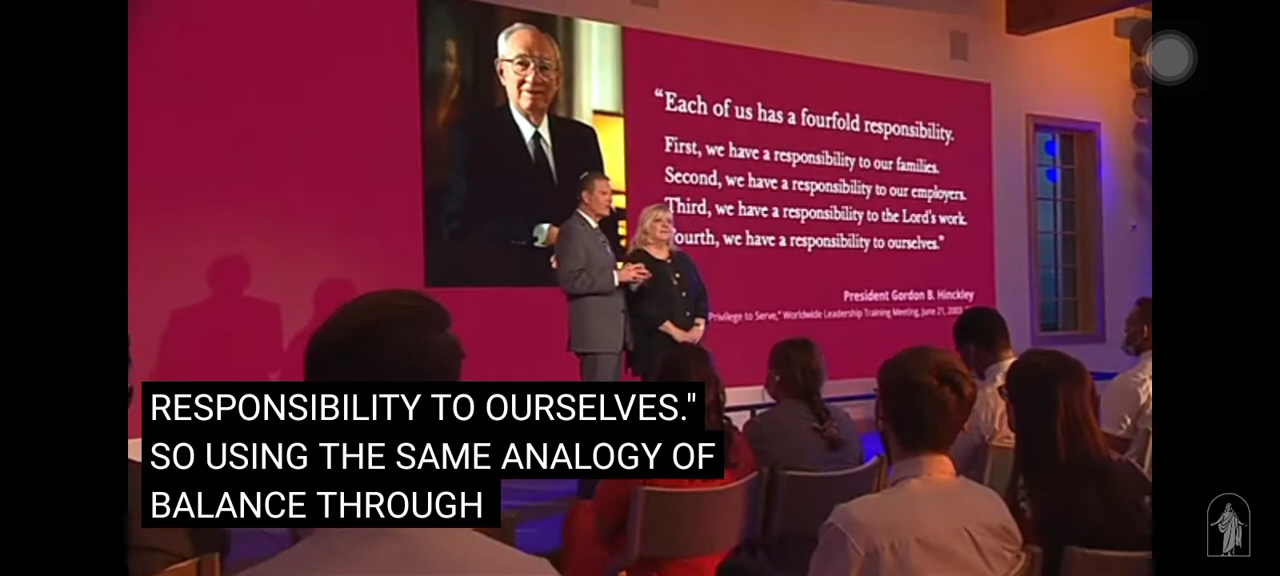 “Each of us has a fourfold responsibility.
First, we have a responsibility to our families.
Second, we have a responsibility to our employers.
Third, we have a responsibility to the Lord's work.
ourth, we have a responsibility to ourselves.”
President Gordon B. Hinckley
Privilege to Serve,” Worldwide Leadership Training Meeting, June 21, 2003
RESPONSIBILITY TO OURSELVES."
SO USING THE SAME ANALOGY OF
BALANCE THROUGH